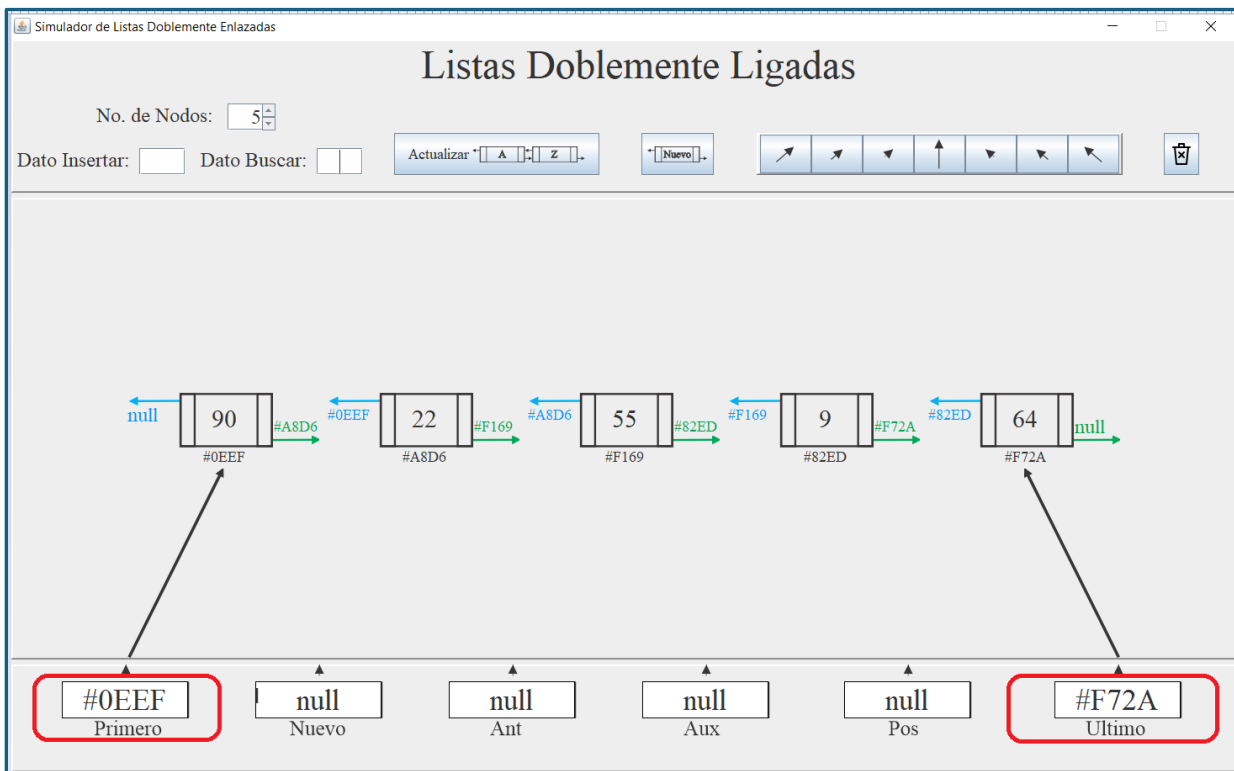 Simulador de Listas Doblemente Enlazadas
Listas Doblemente Ligadas
No. de Nodos: 5
Dato Insertar: Dato Buscar: Actualizar A Z Nuevo
null 90 #A8D6 #0EEF 22 #F169 #A8D6 55 #82ED #F169 9 #F72A #82ED 64 null
#0EEF #A8D6 #F169 #82ED #F72A
#0EEF null null null null #F72A
Primero Nuevo Ant Aux Pos Ultimo